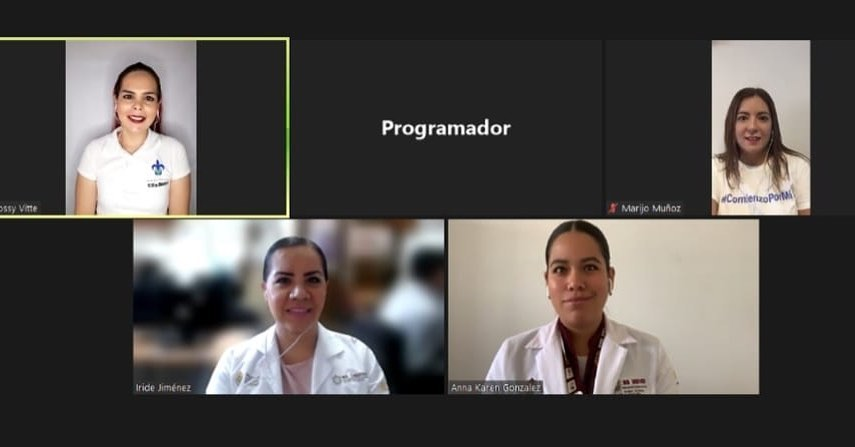 ossy Vitte
Programador
Marijo Muñoz
#ComienzoPorMí
Iride Jiménez
Anna Karen Gonzalez